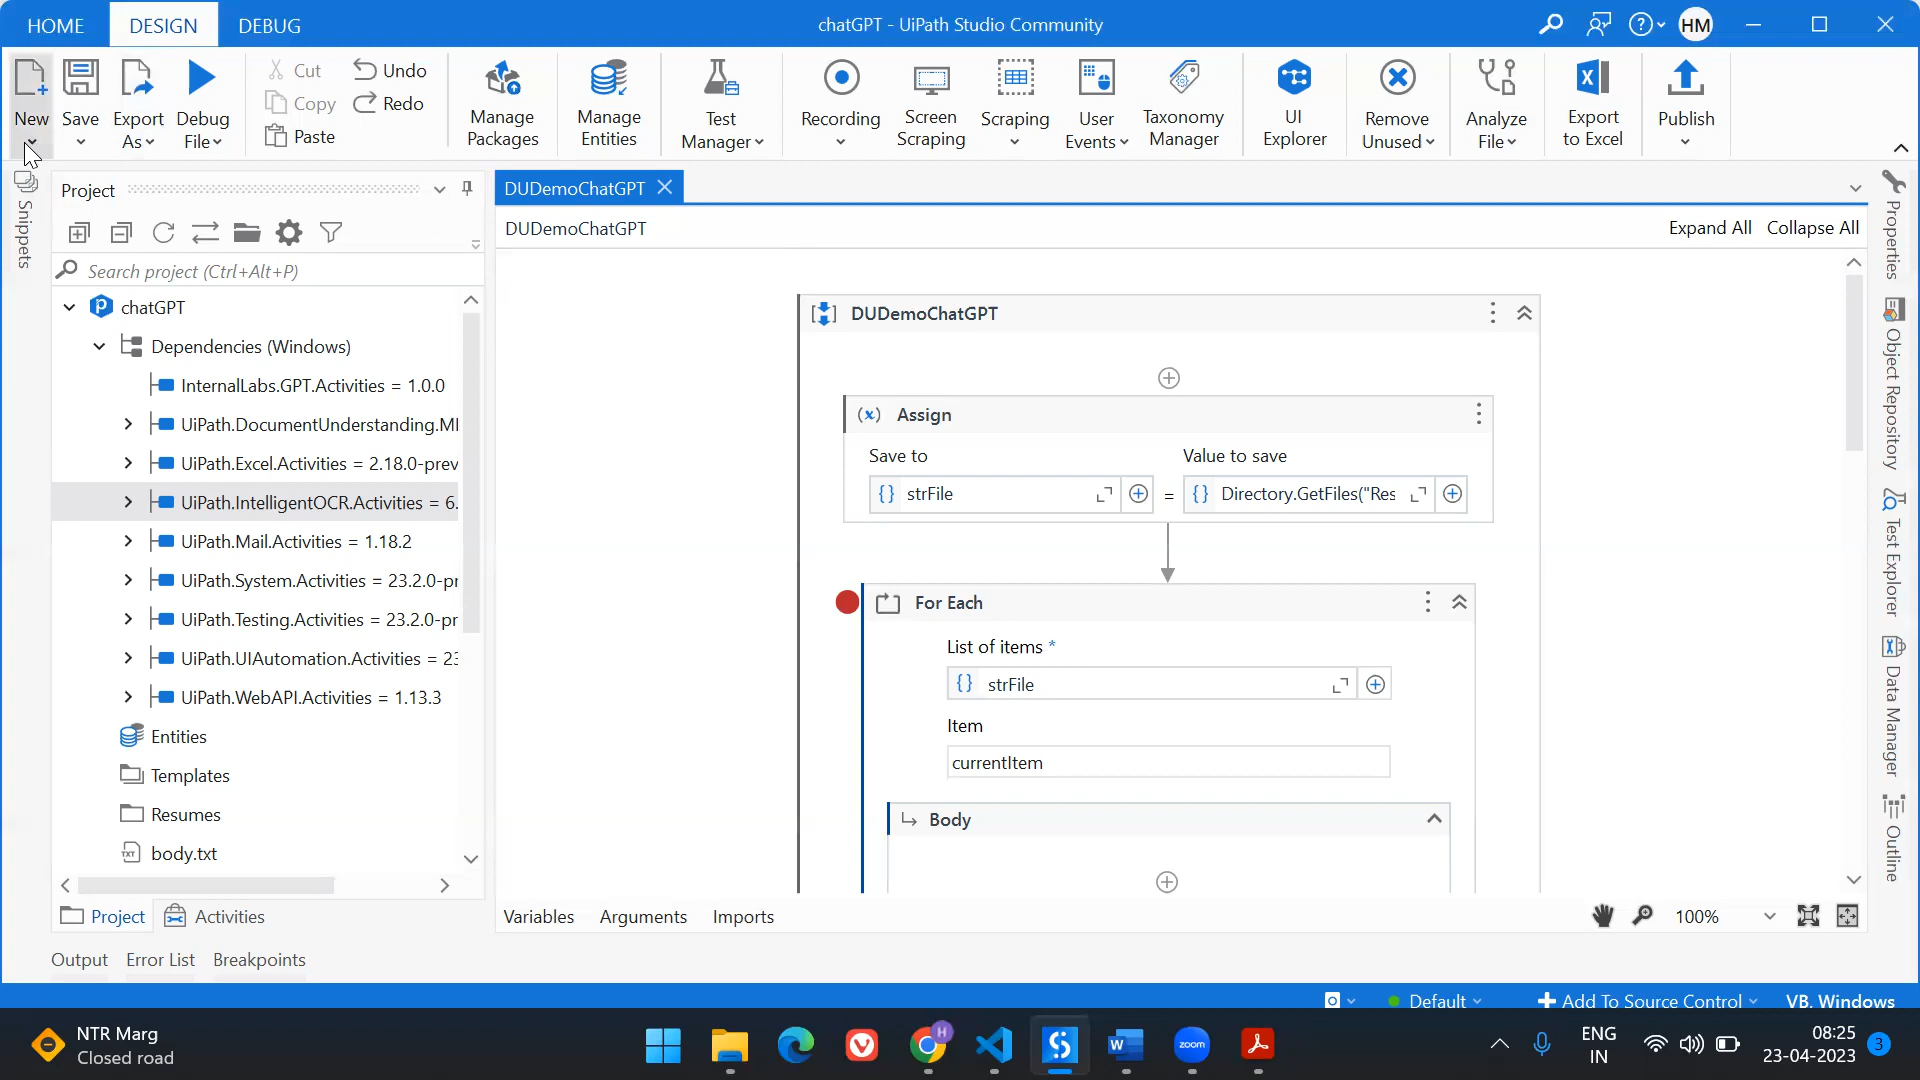 HOME
DESIGN
DEBUG
chatGPT - UiPath Studio Community
HM
New
Save
Export
As
Debug
File
Cut
Copy
Paste
Undo
Redo
Manage
Packages
Manage
Entities
Test
Manager
Recording
Screen
Scraping
Scraping
User
Events
Taxonomy
Manager
UI
Explorer
Remove
Unused
Analyze
File
Export
to Excel
Publish
Snippets
Project
Search project (Ctrl+Alt+P)
chatGPT
Dependencies (Windows)
InternalLabs.GPT.Activities = 1.0.0
UiPath.DocumentUnderstanding.ML
UiPath.Excel.Activities = 2.18.0-prev
UiPath.IntelligentOCR.Activities = 6.
UiPath.Mail.Activities = 1.18.2
UiPath.System.Activities = 23.2.0-pr
UiPath.Testing.Activities = 23.2.0-pr
UiPath.UIAutomation.Activities = 23
UiPath.WebAPI.Activities = 1.13.3
Entities
Templates
Resumes
body.txt
Project
Activities
Output
Error List
Breakpoints
DUDemoChatGPT
DUDemoChatGPT
Expand All
Collapse All
DUDemoChatGPT
Assign
Save to
Value to save
strFile
=
Directory.GetFiles("Res
For Each
List of items *
strFile
Item
currentItem
Body
Variables
Arguments
Imports
100%
Properties
Object Repository
Test Explorer
Data Manager
Outline
Default
Add To Source Control
VB. Windows
NTR Marg
Closed road
zoom
ENG
IN
08:25
23-04-2023
3